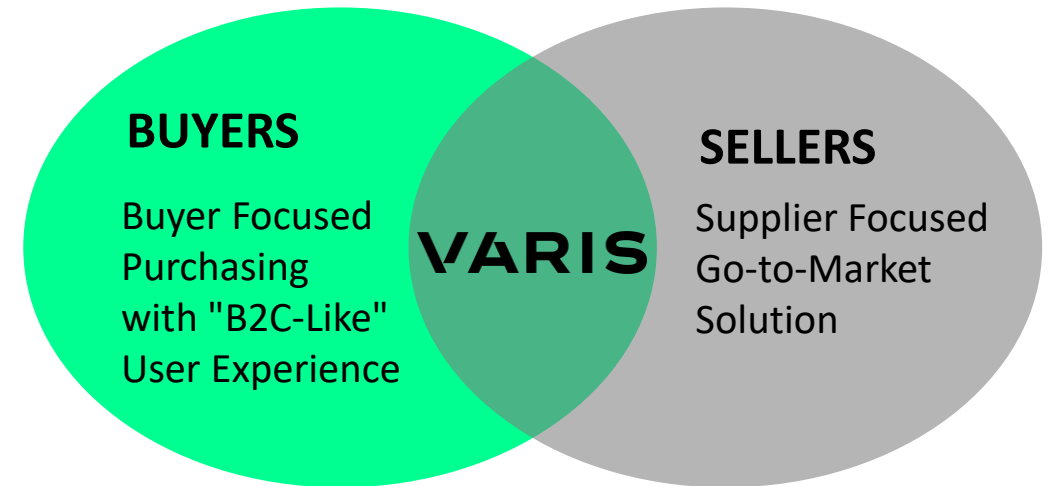 BUYERS
Buyer Focused
Purchasing
with "B2C-Like"
User Experience
VARIS
SELLERS
Supplier Focused
Go-to-Market
Solution